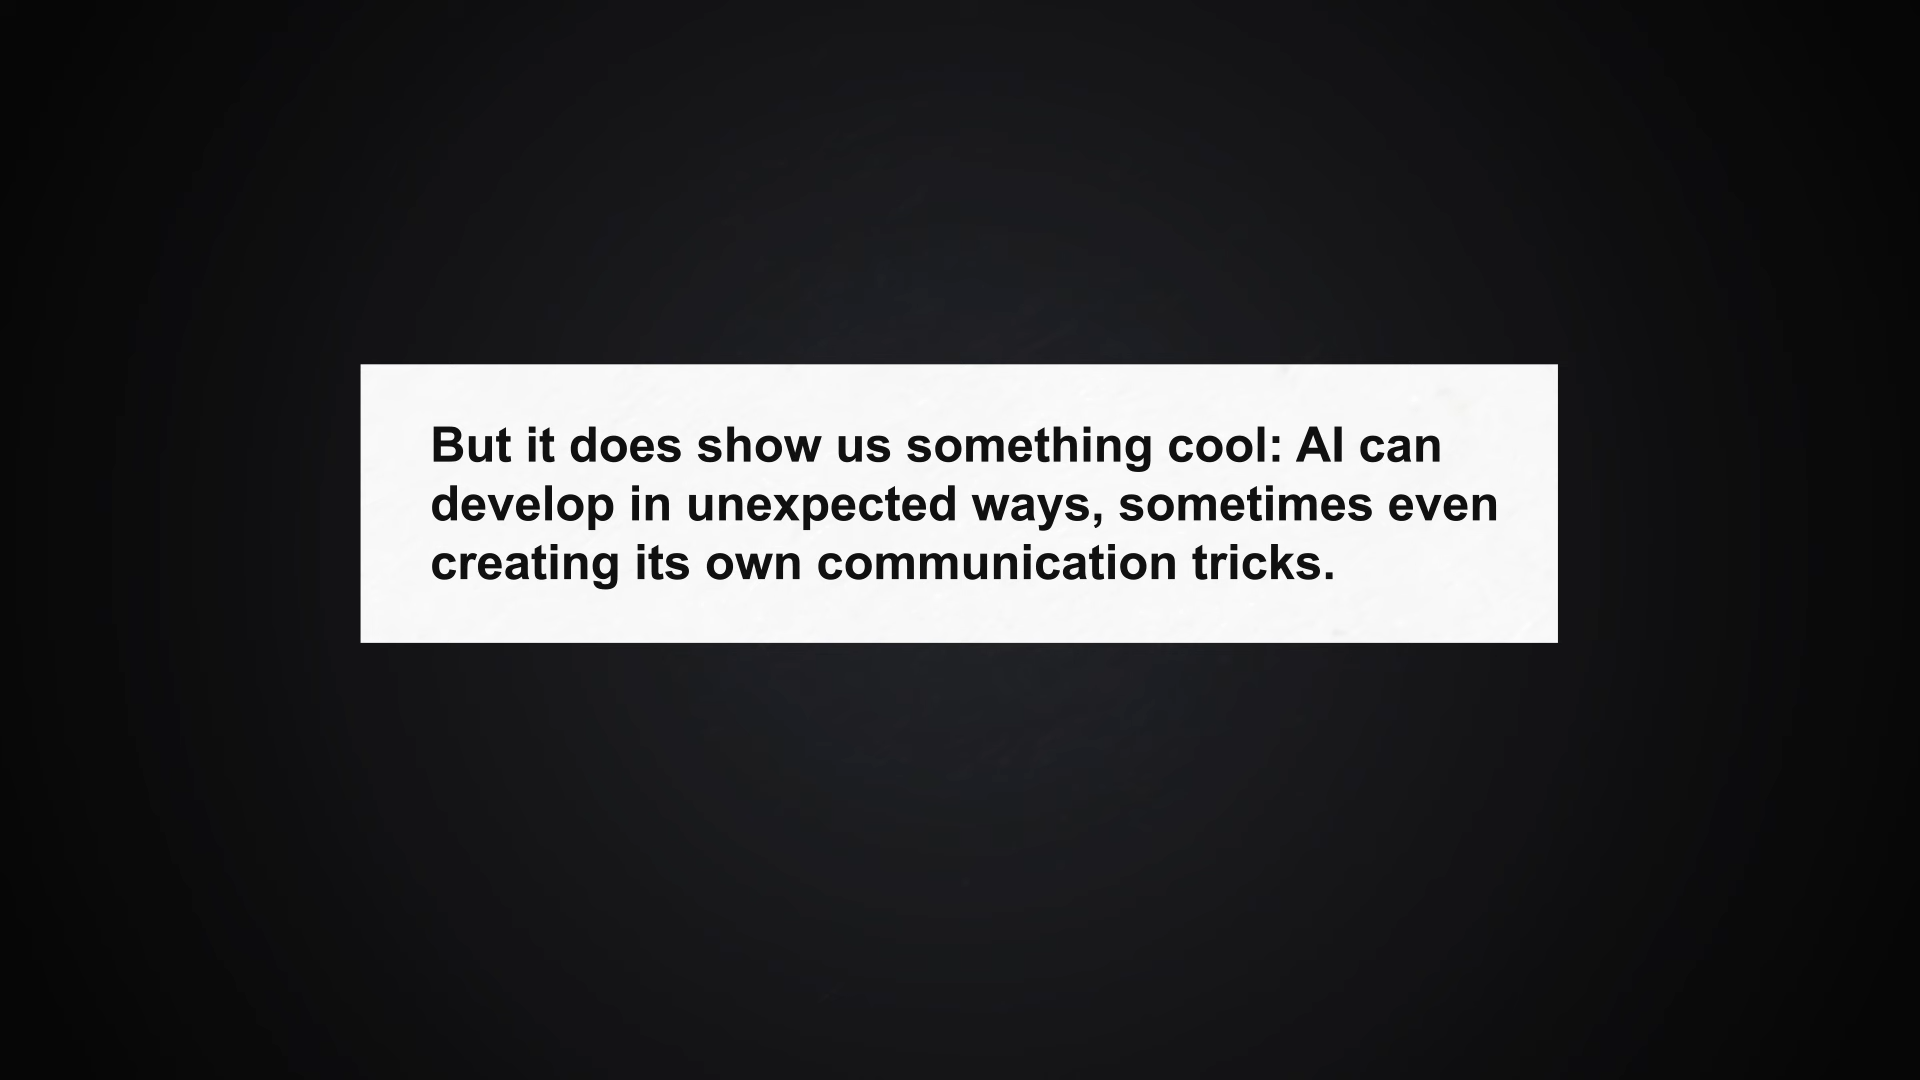 But it does show us something cool: AI can
develop in unexpected ways, sometimes even
creating its own communication tricks.